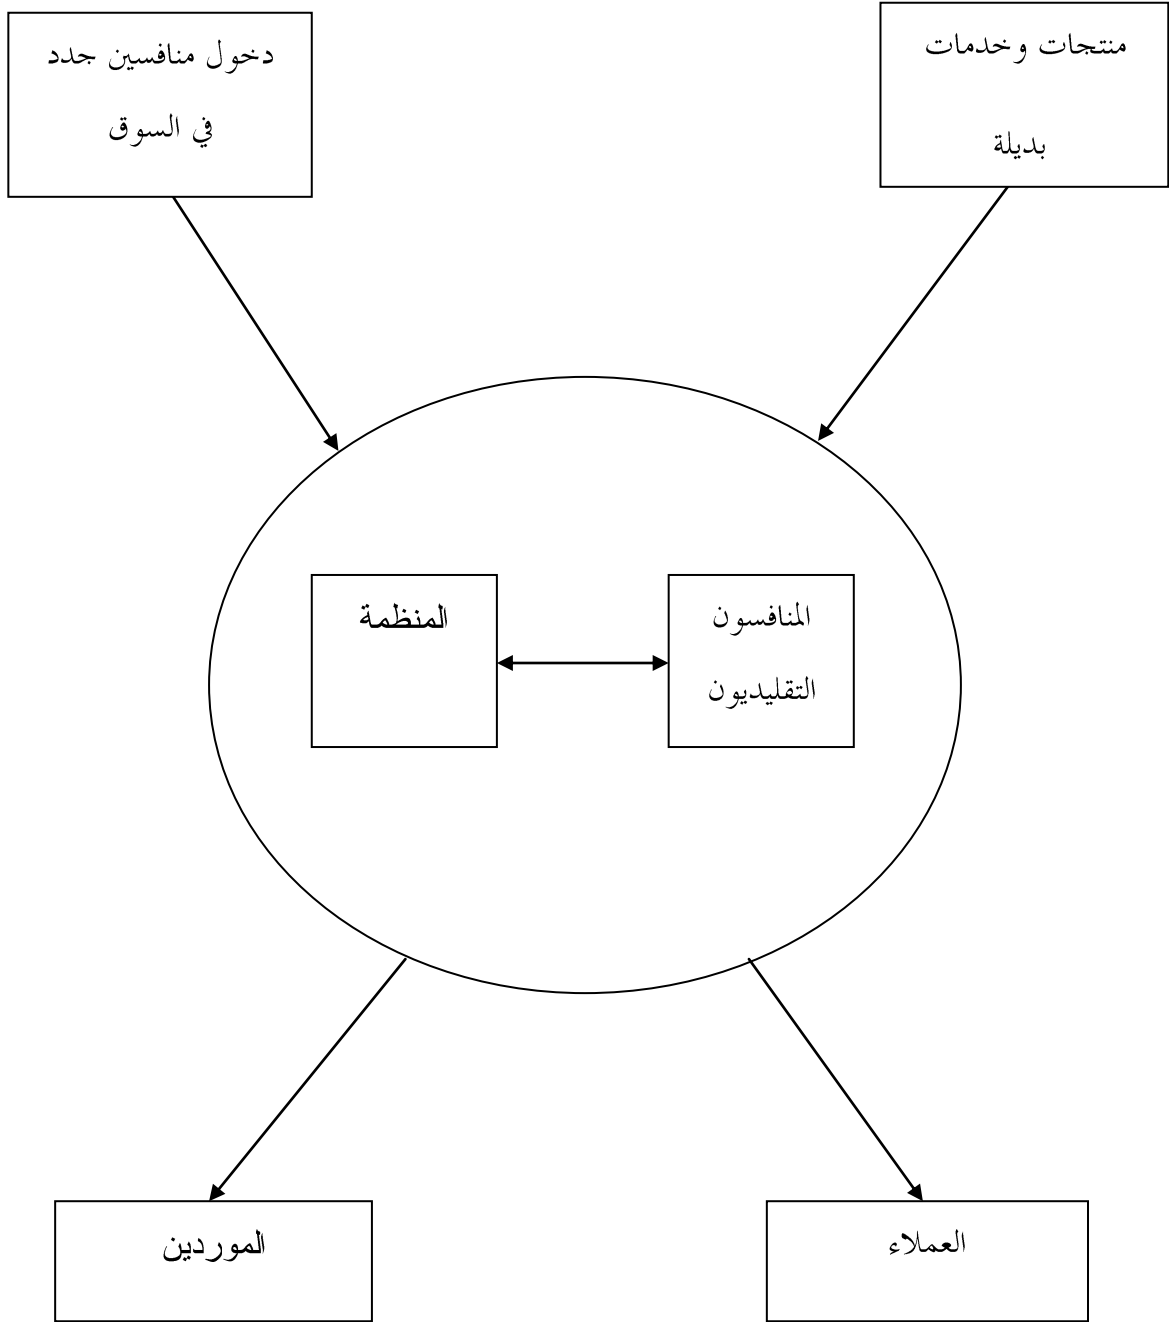 منتجات وخدمات
بديلة
دخول منافسين جدد
في السوق
المنافسون
التقليديون
المنظمة
العملاء
الموردين